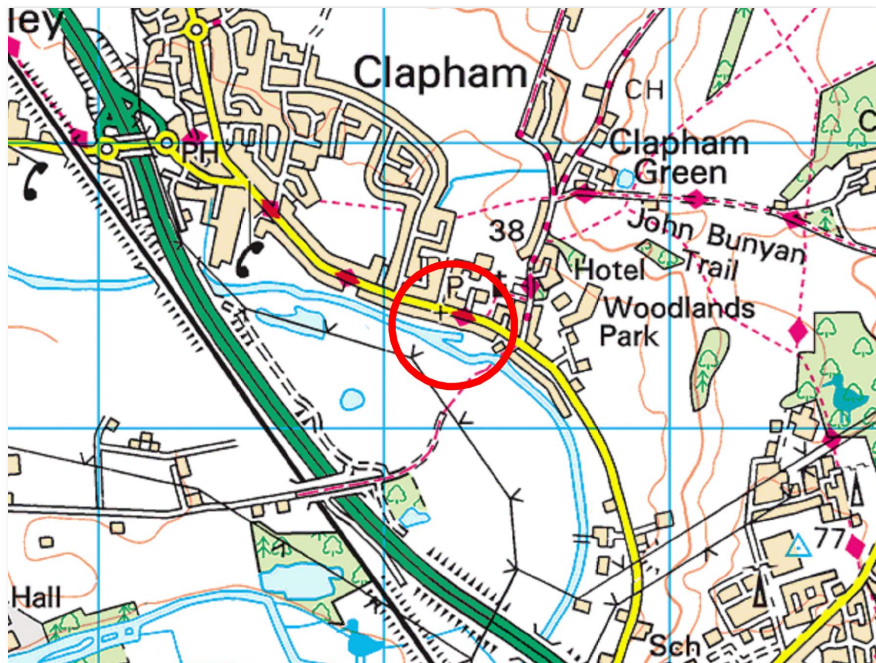 ley
Clapham
CH
PH
Clapham
Green
38
John Bunyan
Trail
P
Hotel
Woodlands
Park
C
77
Hall
Sch